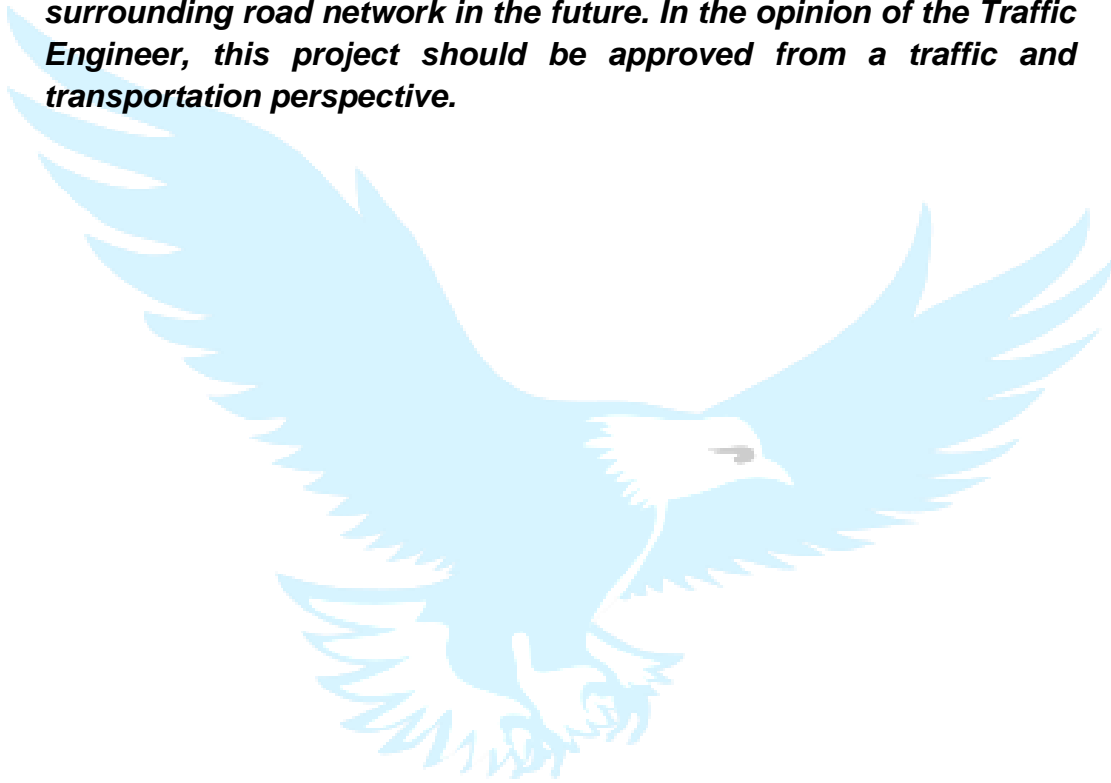 surrounding road network in the future. In the opinion of the Traffic
Engineer, this project should be approved from a traffic and
transportation perspective.